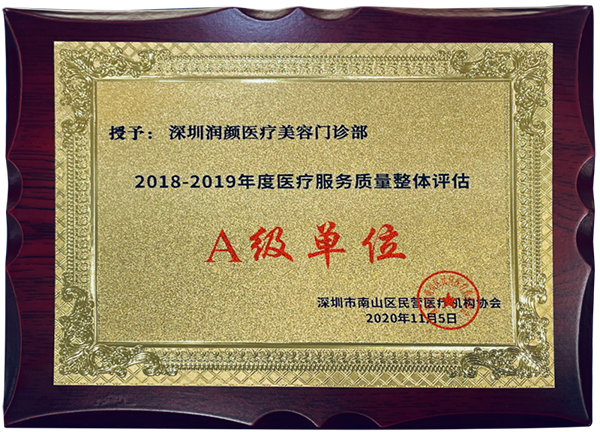 授予：深圳润颜医疗美容门诊部
2018-2019年度医疗服务质量整体评估
A级单位
深圳市南山区民营医疗机构协会
2020年11月5日